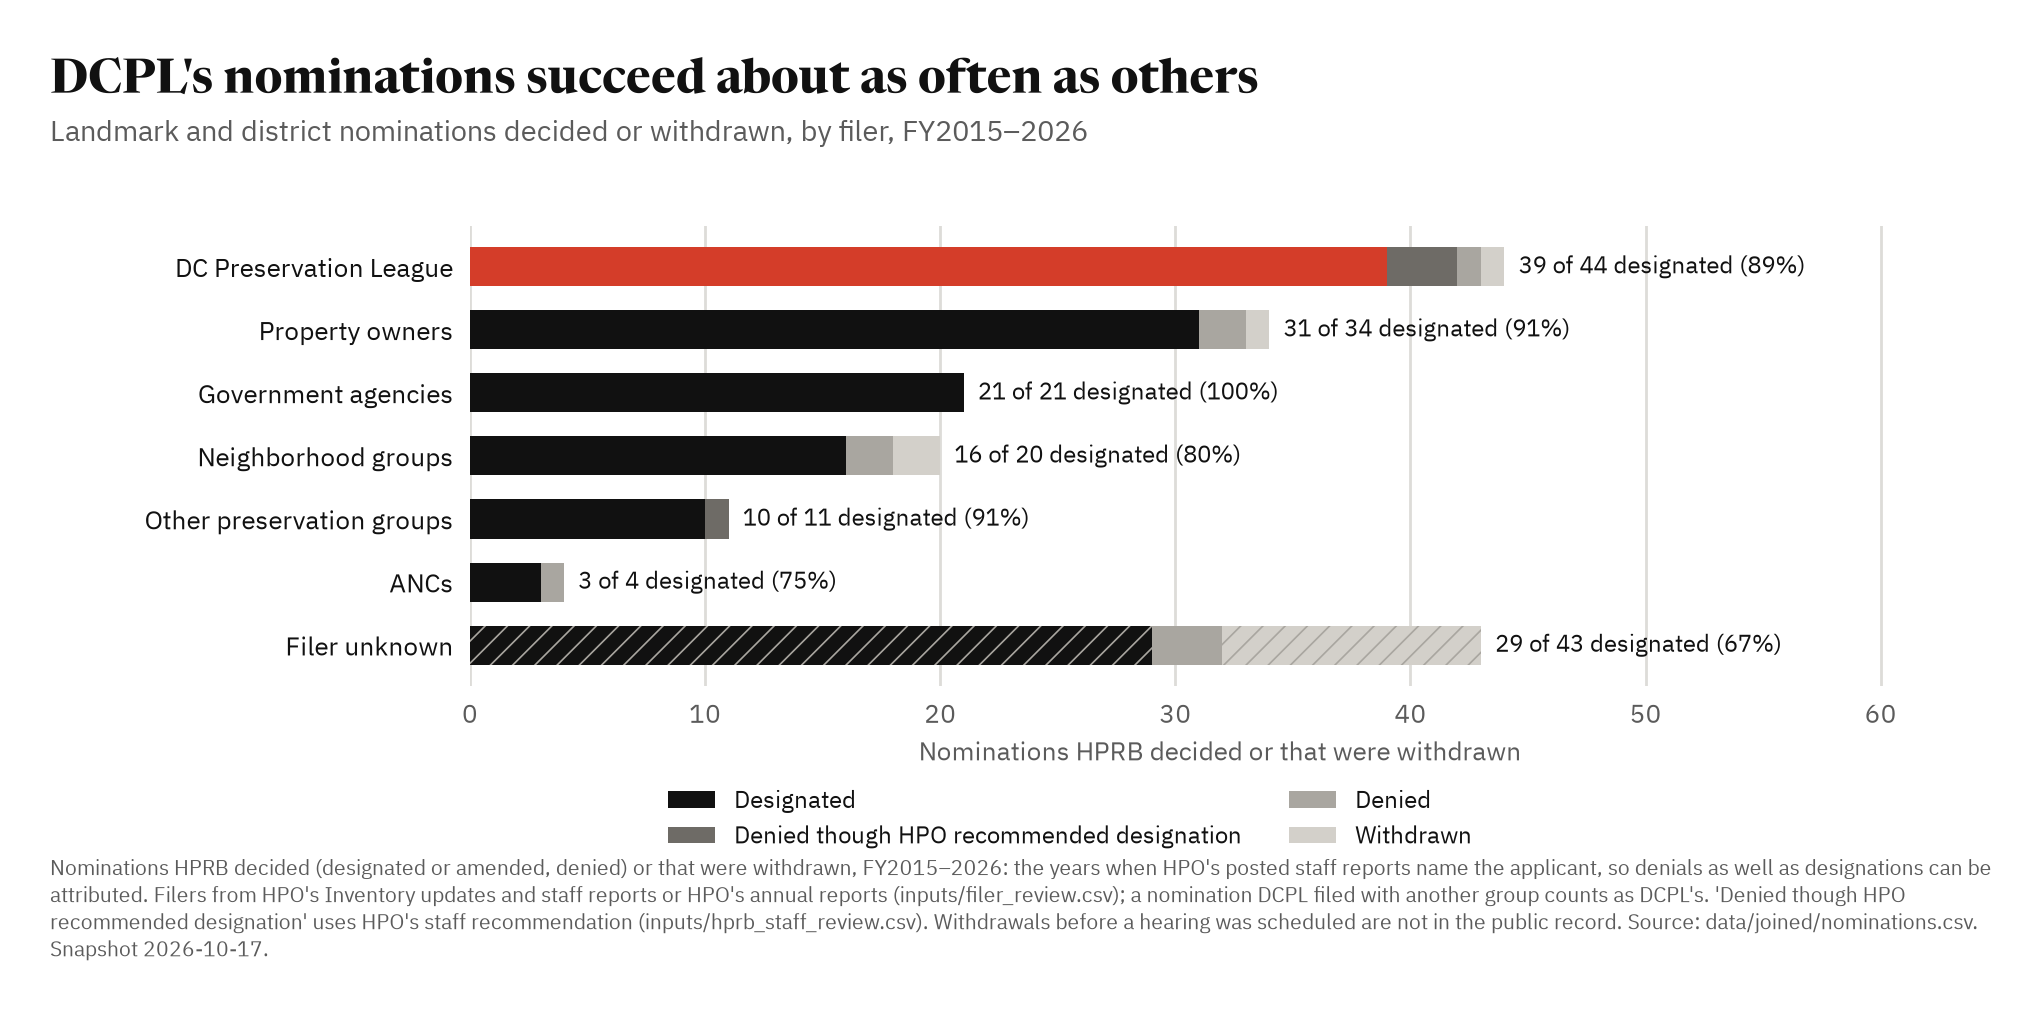 DCPL's nominations succeed about as often as others
Landmark and district nominations decided or withdrawn, by filer, FY2015–2026
DC Preservation League
39 of 44 designated (89%)
Property owners
31 of 34 designated (91%)
Government agencies
21 of 21 designated (100%)
Neighborhood groups
16 of 20 designated (80%)
Other preservation groups
10 of 11 designated (91%)
ANCs
3 of 4 designated (75%)
Filer unknown
29 of 43 designated (67%)
0 10 20 30 40 50 60
Nominations HPRB decided or that were withdrawn
Designated
Denied
Denied though HPO recommended designation
Withdrawn
Nominations HPRB decided (designated or amended, denied) or that were withdrawn, FY2015–2026: the years when HPO's posted staff reports name the applicant, so denials as well as designations can be
attributed. Filers from HPO's Inventory updates and staff reports or HPO's annual reports (inputs/filer_review.csv); a nomination DCPL filed with another group counts as DCPL's. 'Denied though HPO
recommended designation' uses HPO's staff recommendation (inputs/hprb_staff_review.csv). Withdrawals before a hearing was scheduled are not in the public record. Source: data/joined/nominations.csv.
Snapshot 2026-10-17.